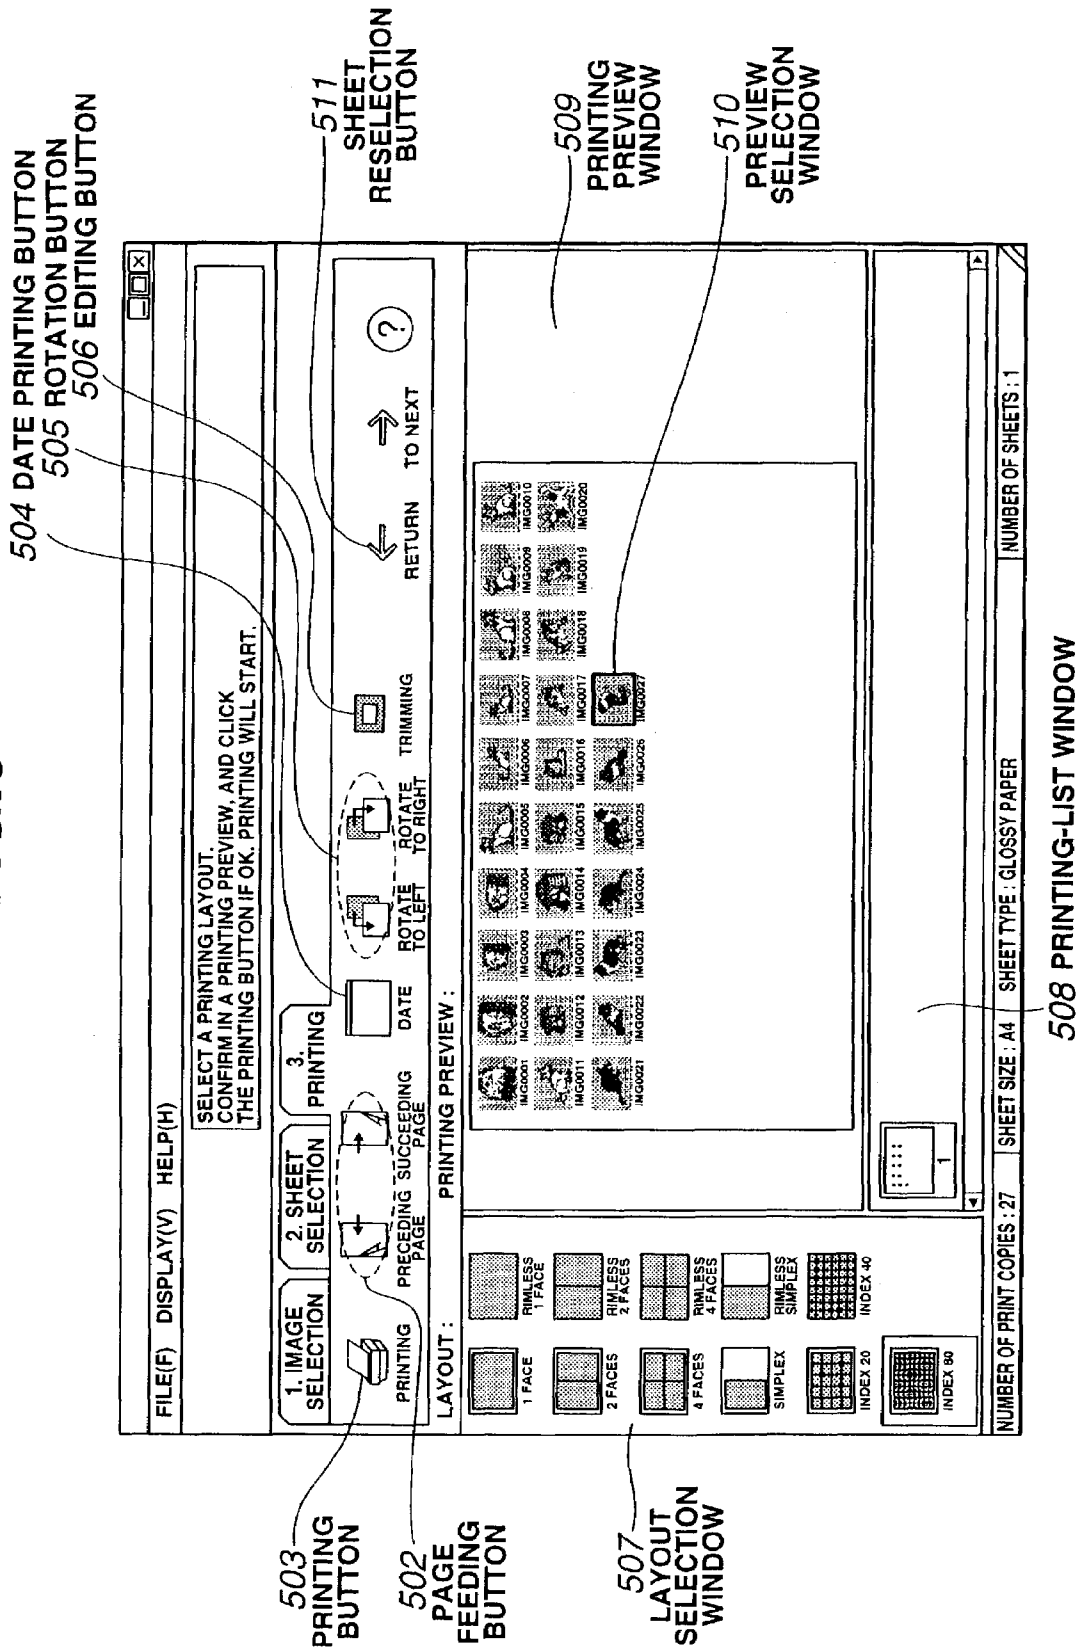 504 DATE PRINTING BUTTON
505 ROTATION BUTTON
506 EDITING BUTTON
511
SHEET
RESELECTION
BUTTON
FILE(F) DISPLAY(V) HELP(H)
SELECT A PRINTING LAYOUT.
CONFIRM IN A PRINTING PREVIEW, AND CLICK
THE PRINTING BUTTON IF OK. PRINTING WILL START.
1. IMAGE
SELECTION
2. SHEET
SELECTION
3.
PRINTING
503
PRINTING
BUTTON
PRINTING
PRECEDING
PAGE
SUCCEEDING
PAGE
DATE
ROTATE
TO LEFT
ROTATE
TO RIGHT
TRIMMING
RETURN
TO NEXT
?
502
PAGE
FEEDING
BUTTON
LAYOUT :
PRINTING PREVIEW :
1 FACE
RIMLESS
1 FACE
2 FACES
RIMLESS
2 FACES
4 FACES
RIMLESS
4 FACES
SIMPLEX
RIMLESS
SIMPLEX
INDEX 20
INDEX 40
INDEX 80
507
LAYOUT
SELECTION
WINDOW
IMG0001 IMG0002 IMG0003 IMG0004 IMG0005 IMG0006 IMG0007 IMG0008 IMG0009 IMG0010
IMG0011 IMG0012 IMG0013 IMG0014 IMG0015 IMG0016 IMG0017 IMG0018 IMG0019 IMG0020
IMG0021 IMG0022 IMG0023 IMG0024 IMG0025 IMG0026 IMG0027
509
PRINTING
PREVIEW
WINDOW
510
PREVIEW
SELECTION
WINDOW
1
NUMBER OF PRINT COPIES : 27 SHEET SIZE : A4 SHEET TYPE : GLOSSY PAPER NUMBER OF SHEETS : 1
508 PRINTING-LIST WINDOW